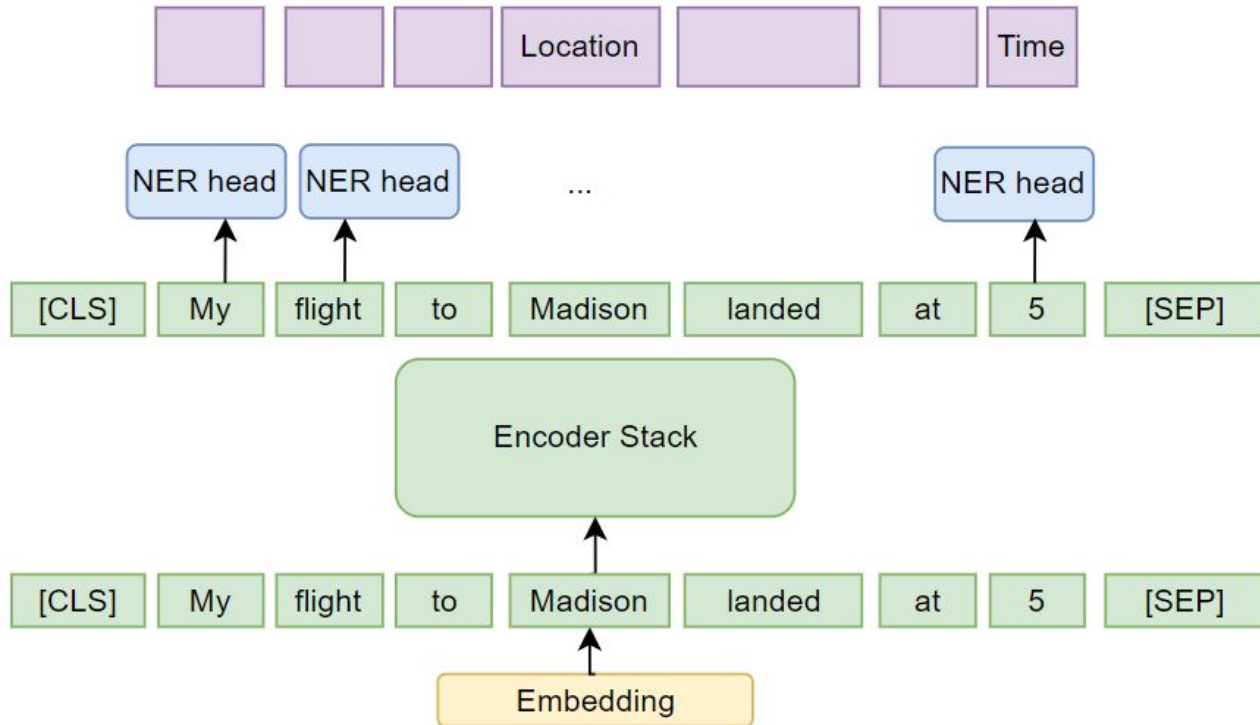 Location Time
NER head NER head ... NER head
[CLS] My flight to Madison landed at 5 [SEP]
Encoder Stack
[CLS] My flight to Madison landed at 5 [SEP]
Embedding